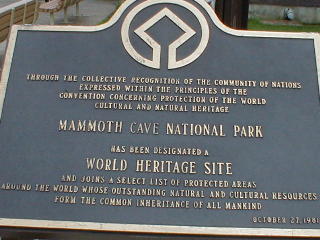 THROUGH THE COLLECTIVE RECOGNITION OF THE COMMUNITY OF NATIONS
EXPRESSED WITHIN THE PRINCIPLES OF THE
CONVENTION CONCERNING PROTECTION OF THE WORLD
CULTURAL AND NATURAL HERITAGE
MAMMOTH CAVE NATIONAL PARK
HAS BEEN DESIGNATED A
WORLD HERITAGE SITE
AND JOINS A SELECT LIST OF PROTECTED AREAS
AROUND THE WORLD WHOSE OUTSTANDING NATURAL AND CULTURAL RESOURCES
FORM THE COMMON INHERITANCE OF ALL MANKIND
OCTOBER 27, 1981